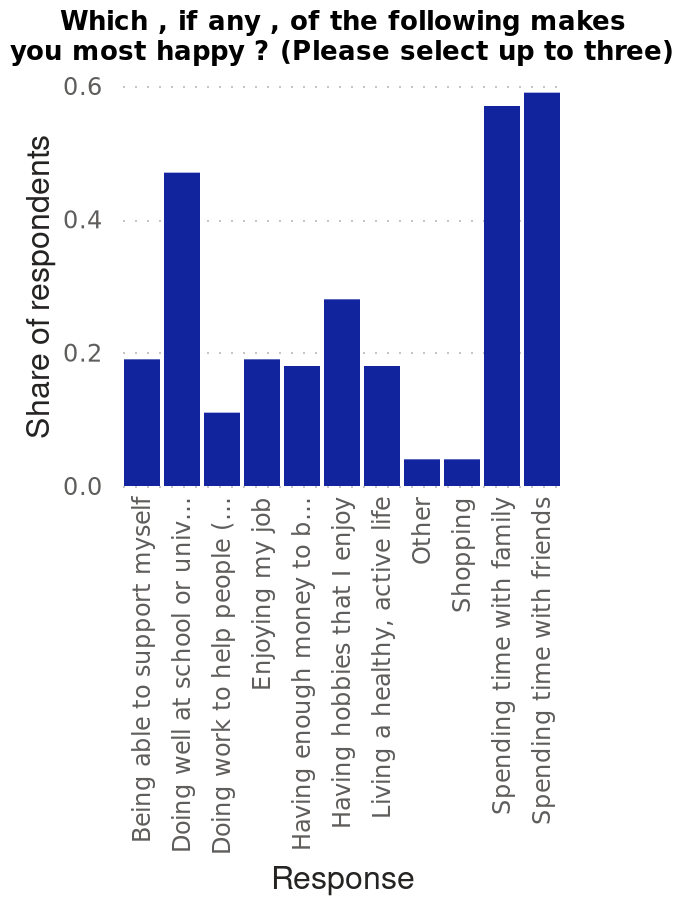 Which , if any , of the following makes
you most happy ? (Please select up to three)
Share of respondents
0.6
0.4
0.2
0.0
Being able to support myself
Doing well at school or univ...
Doing work to help people (...
Enjoying my job
Having enough money to b...
Having hobbies that I enjoy
Living a healthy, active life
Other
Shopping
Spending time with family
Spending time with friends
Response